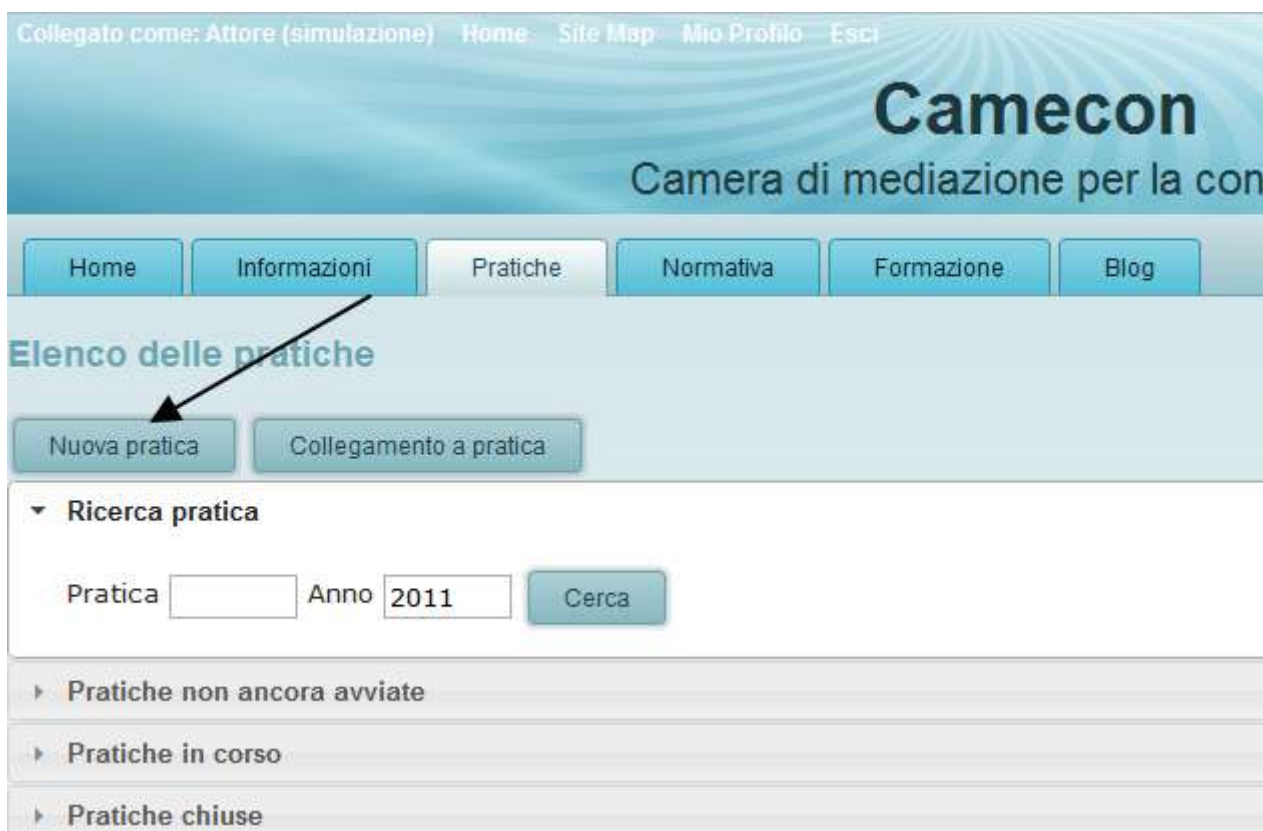 Collegato come: Attore (simulazione) Home Site Map Mio Profilo Esci
Camecon
Camera di mediazione per la con
Home Informazioni Pratiche Normativa Formazione Blog
Elenco delle pratiche
Nuova pratica Collegamento a pratica
Ricerca pratica
Pratica Anno 2011 Cerca
Pratiche non ancora avviate
Pratiche in corso
Pratiche chiuse